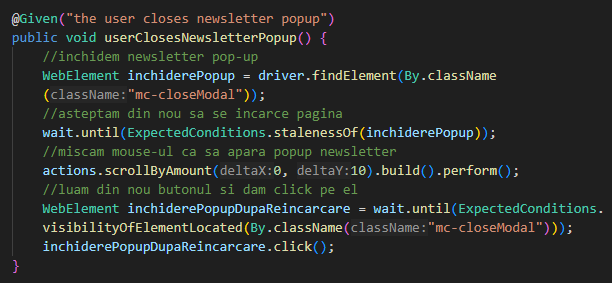 @Given("the user closes newsletter popup")
public void userClosesNewsletterPopup() {
//inchidem newsletter pop-up
WebElement inchiderePopup = driver.findElement(By.className
(className:"mc-closeModal"));
//asteptam din nou sa se incarce pagina
wait.until(ExpectedConditions.stalenessOf(inchiderePopup));
//miscam mouse-ul ca sa apara popup newsletter
actions.scrollByAmount(deltaX:0, deltaY:10).build().perform();
//luam din nou butonul si dam click pe el
WebElement inchiderePopupDupaReincarcare = wait.until(ExpectedConditions.
visibilityOfElementLocated(By.className(className:"mc-closeModal")));
inchiderePopupDupaReincarcare.click();
}